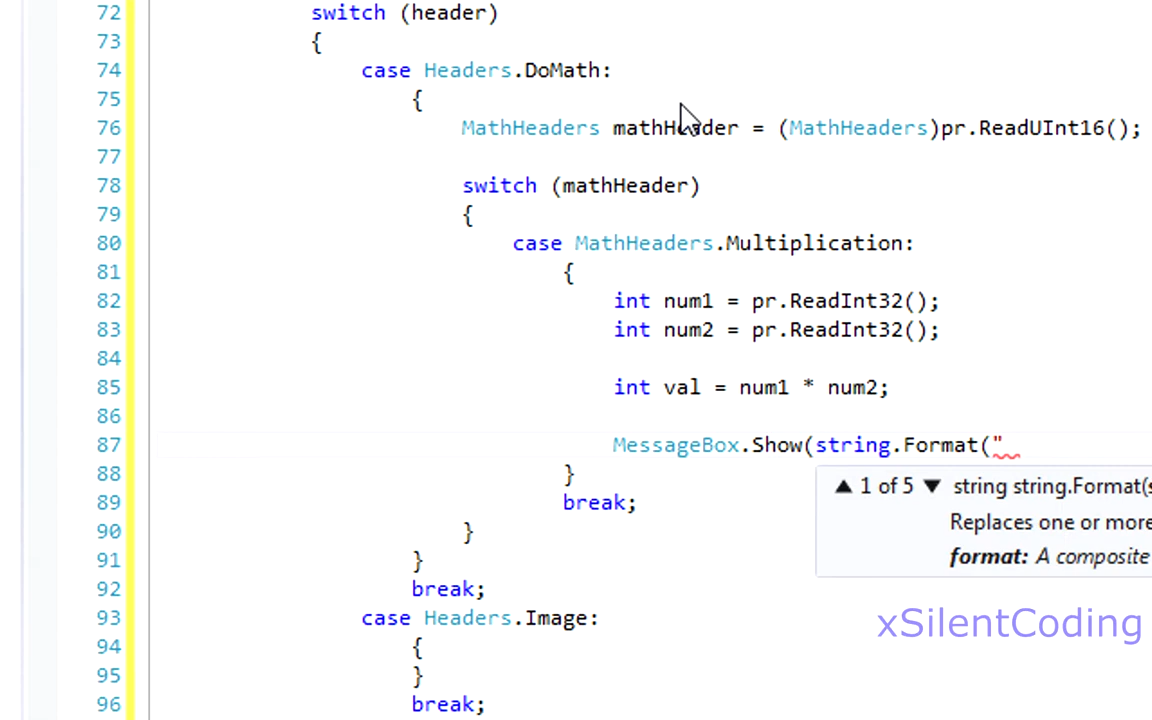 72 switch (header)
73 {
74 case Headers.DoMath:
75 {
76 MathHeaders mathHeader = (MathHeaders)pr.ReadUInt16();
77
78 switch (mathHeader)
79 {
80 case MathHeaders.Multiplication:
81 {
82 int num1 = pr.ReadInt32();
83 int num2 = pr.ReadInt32();
84
85 int val = num1 * num2;
86
87 MessageBox.Show(string.Format("
88 }
▲ 1 of 5 ▼ string string.Format(s
89 break;
Replaces one or more
90 }
format: A composite
91 }
92 break;
93 case Headers.Image:
xSilentCoding
94 {
95 }
96 break;